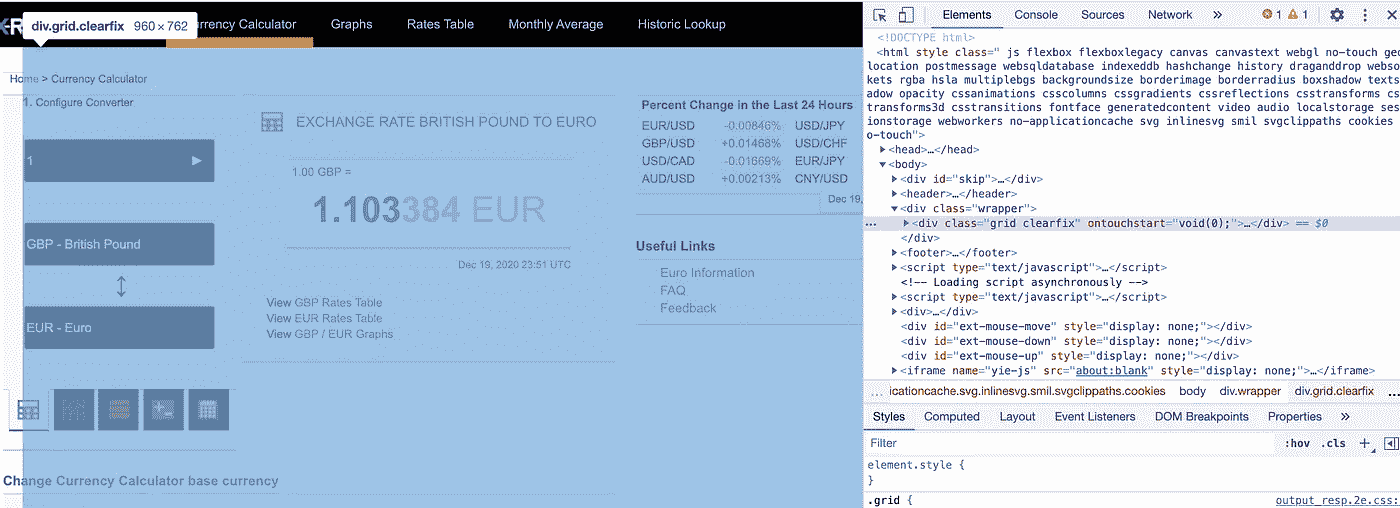 X-R
div.grid.clearfix 960 × 762
urrency Calculator Graphs Rates Table Monthly Average Historic Lookup
Home > Currency Calculator
1. Configure Converter
1
GBP - British Pound
EUR - Euro
Change Currency Calculator base currency
EXCHANGE RATE BRITISH POUND TO EURO
1.00 GBP =
1.103384 EUR
Dec 19, 2020 23:51 UTC
View GBP Rates Table
View EUR Rates Table
View GBP / EUR Graphs
Percent Change in the Last 24 Hours
EUR/USD -0.00846% USD/JPY
GBP/USD +0.01468% USD/CHF
USD/CAD -0.01669% EUR/JPY
AUD/USD +0.00213% CNY/USD
Dec 19,
Useful Links
Euro Information
FAQ
Feedback
Elements Console Sources Network » 1 1
<!DOCTYPE html>
<html style class=" js flexbox flexboxlegacy canvas canvastext webgl no-touch geo
location postmessage websqldatabase indexeddb hashchange history draganddrop webso
kets rgba hsla multiplebgs backgroundsize borderimage borderradius boxshadow texts
adow opacity cssanimations csscolumns cssgradients cssreflections csstransforms cs
transforms3d csstransitions fontface generatedcontent video audio localstorage ses
ionstorage webworkers no-applicationcache svg inlinesvg smil svgclippaths cookies
o-touch">
<head>…</head>
<body>
<div id="skip">…</div>
<header>…</header>
<div class="wrapper">
… <div class="grid clearfix" ontouchstart="void(0);">…</div> == $0
</div>
<footer>…</footer>
<script type="text/javascript">…</script>
<!-- Loading script asynchronously -->
<script type="text/javascript">…</script>
<div>…</div>
<div id="ext-mouse-move" style="display: none;"></div>
<div id="ext-mouse-down" style="display: none;"></div>
<div id="ext-mouse-up" style="display: none;"></div>
<iframe name="yie-js" src="about:blank" style="display: none;">…</iframe>
… icationcache.svg.inlinesvg.smil.svgclippaths.cookies body div.wrapper div.grid.clearfix …
Styles Computed Layout Event Listeners DOM Breakpoints Properties »
Filter :hov .cls +
element.style {
}
.grid { output_resp.2e.css: